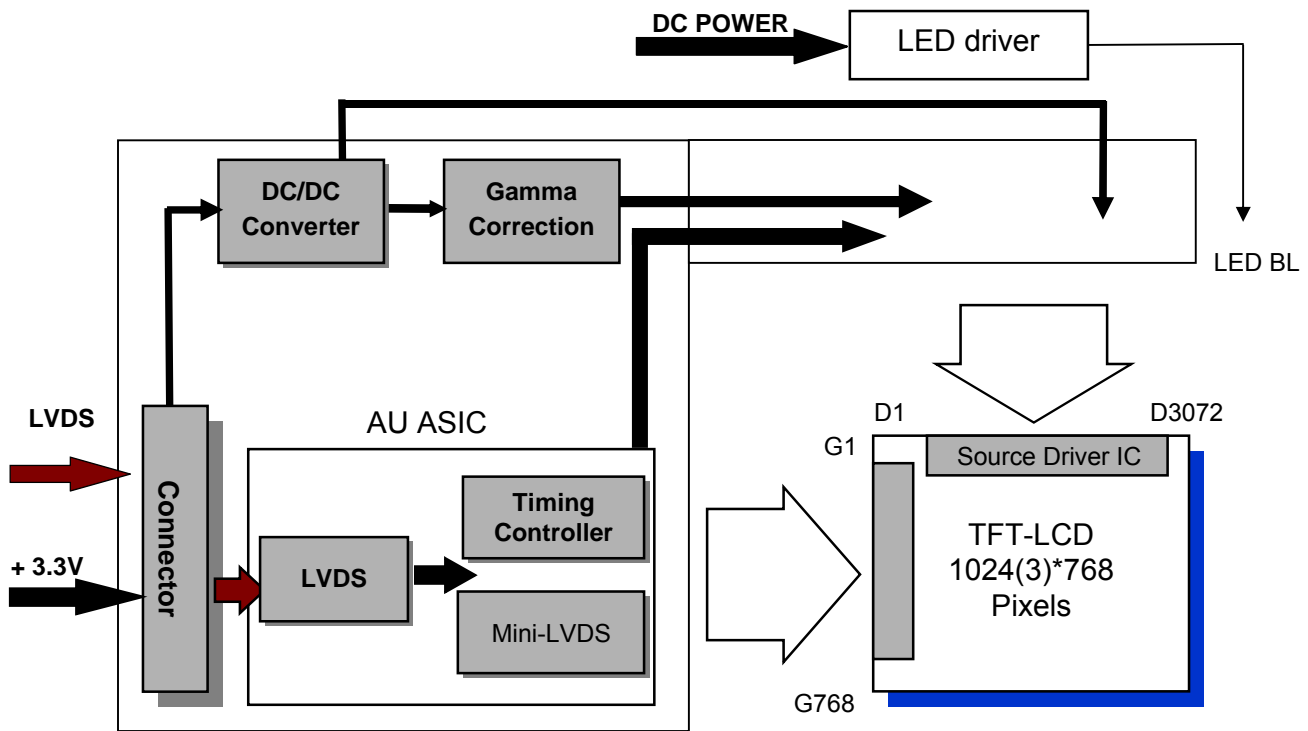 DC POWER
LED driver
DC/DC
Converter
Gamma
Correction
LED BL
LVDS
AU ASIC
D1
D3072
G1
Source Driver IC
Connector
Timing
Controller
TFT-LCD
1024(3)*768
Pixels
+ 3.3V
LVDS
Mini-LVDS
G768